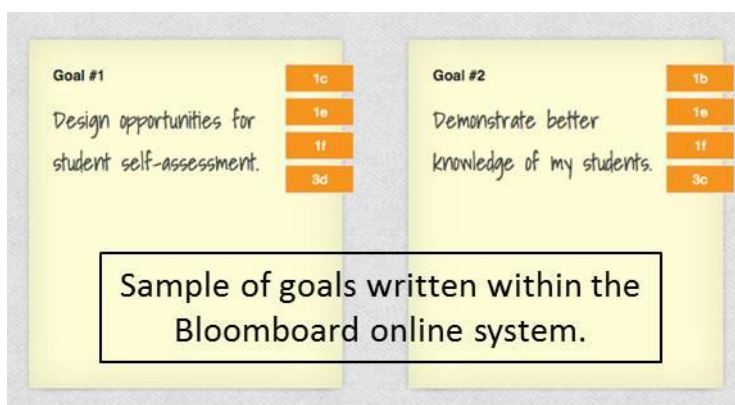 Goal #1
1c
1e
1f
3d
Design opportunities for
student self-assessment.
Goal #2
1b
1e
1f
3c
Demonstrate better
knowledge of my students.
Sample of goals written within the
Bloomboard online system.